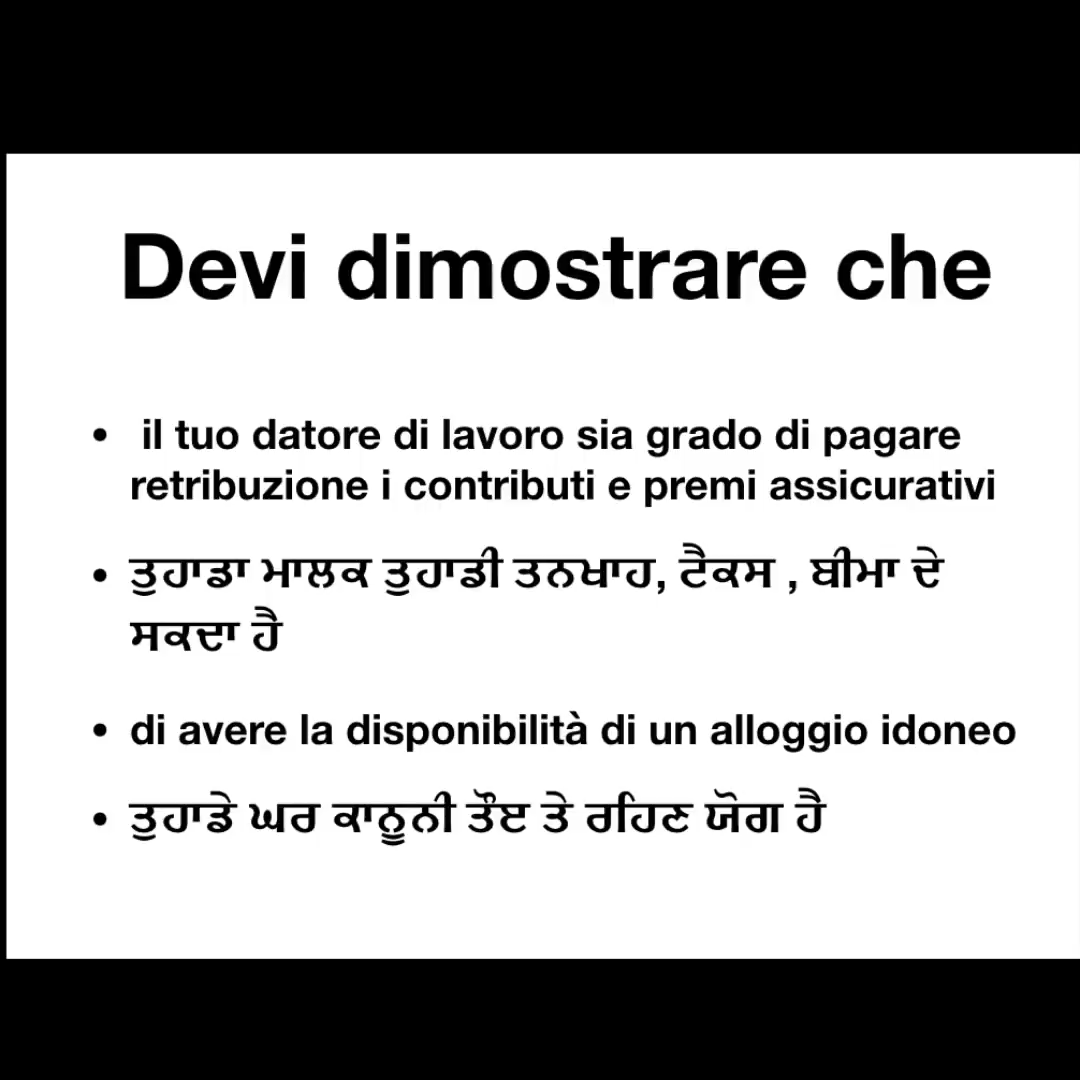 Devi dimostrare che
• il tuo datore di lavoro sia grado di pagare
retribuzione i contributi e premi assicurativi
• ਤੁਹਾਡਾ ਮਾਲਕ ਤੁਹਾਡੀ ਤਨਖਾਹ, ਟੈਕਸ , ਬੀਮਾ ਦੇ
ਸਕਦਾ ਹੈ
• di avere la disponibilità di un alloggio idoneo
• ਤੁਹਾਡੇ ਘਰ ਕਾਨੂੰਨੀ ਤੌਏ ਤੇ ਰਹਿਣ ਯੋਗ ਹੈ